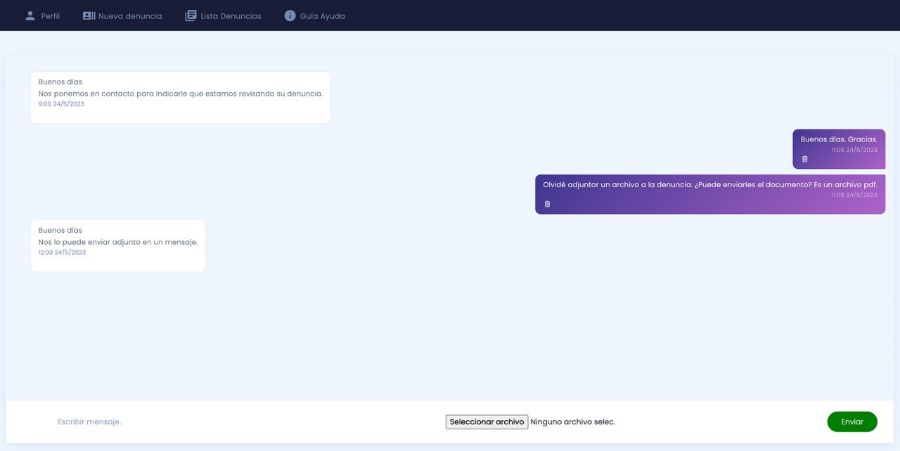 Perfil Nueva denuncia Lista Denuncias Guia Ayuda
Buenos días
Nos ponemos en contacto para indicarle que estamos revisando su denuncia.
9:00 24/5/2023
Buenos días. Gracias.
11:05 24/5/2023
Olvidé adjuntar un archivo a la denuncia. ¿Puede enviarles el documento? Es un archivo pdf.
11:08 24/5/2023
Buenos días
Nos lo puede enviar adjunto en un mensaje.
12:00 24/5/2023
Escribir mensaje. Seleccionar archivo Ninguno archivo selec. Enviar